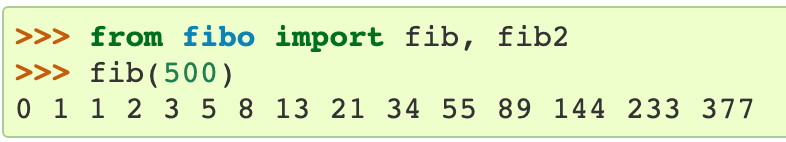 >>> from fibo import fib, fib2
>>> fib(500)
0 1 1 2 3 5 8 13 21 34 55 89 144 233 377